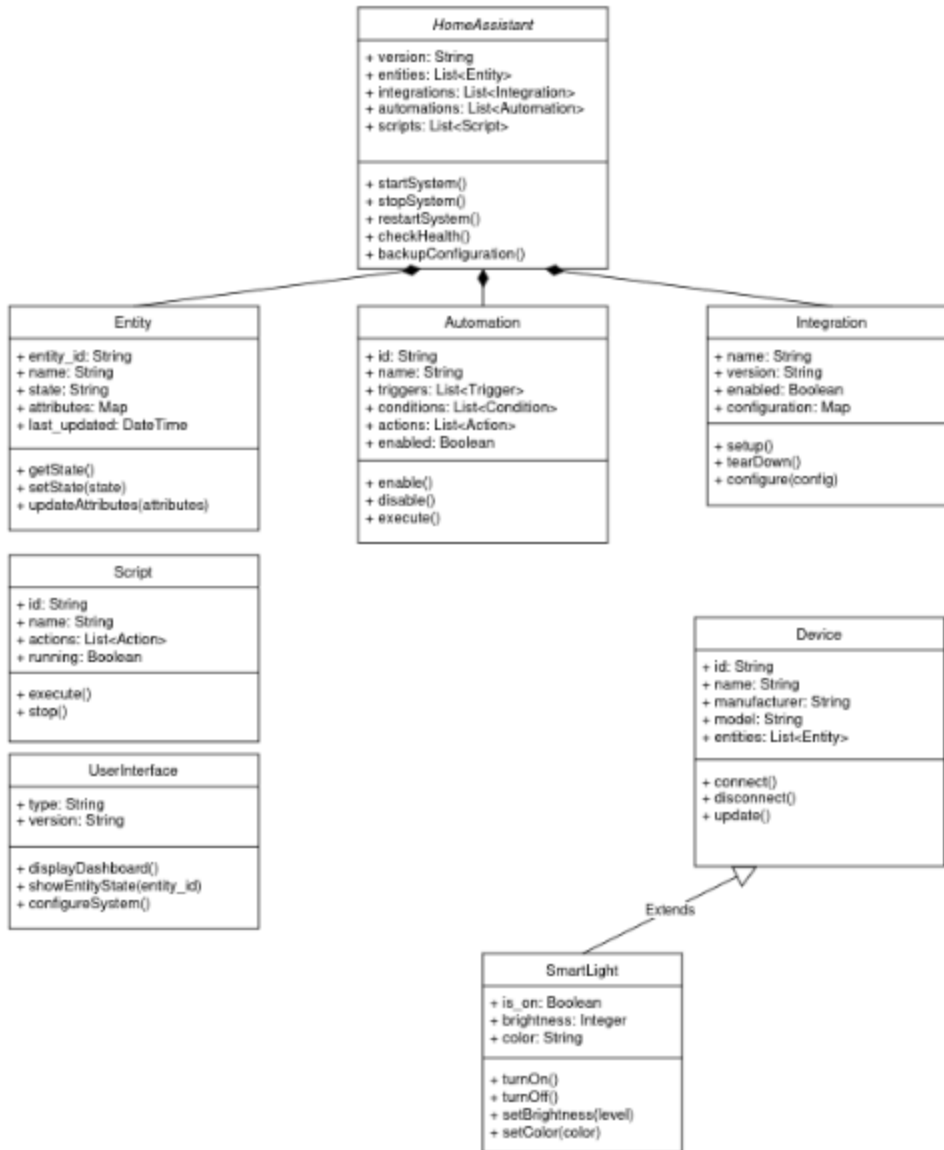 HomeAssistant
+ version: String
+ entities: List<Entity>
+ integrations: List<Integration>
+ automations: List<Automation>
+ scripts: List<Script>
+ startSystem()
+ stopSystem()
+ restartSystem()
+ checkHealth()
+ backupConfiguration()
Entity
+ entity_id: String
+ name: String
+ state: String
+ attributes: Map
+ last_updated: DateTime
+ getState()
+ setState(state)
+ updateAttributes(attributes)
Automation
+ id: String
+ name: String
+ triggers: List<Trigger>
+ conditions: List<Condition>
+ actions: List<Action>
+ enabled: Boolean
+ enable()
+ disable()
+ execute()
Integration
+ name: String
+ version: String
+ enabled: Boolean
+ configuration: Map
+ setup()
+ tearDown()
+ configure(config)
Script
+ id: String
+ name: String
+ actions: List<Action>
+ running: Boolean
+ execute()
+ stop()
Device
+ id: String
+ name: String
+ manufacturer: String
+ model: String
+ entities: List<Entity>
+ connect()
+ disconnect()
+ update()
UserInterface
+ type: String
+ version: String
+ displayDashboard()
+ showEntityState(entity_id)
+ configureSystem()
Extends
SmartLight
+ is_on: Boolean
+ brightness: Integer
+ color: String
+ turnOn()
+ turnOff()
+ setBrightness(level)
+ setColor(color)